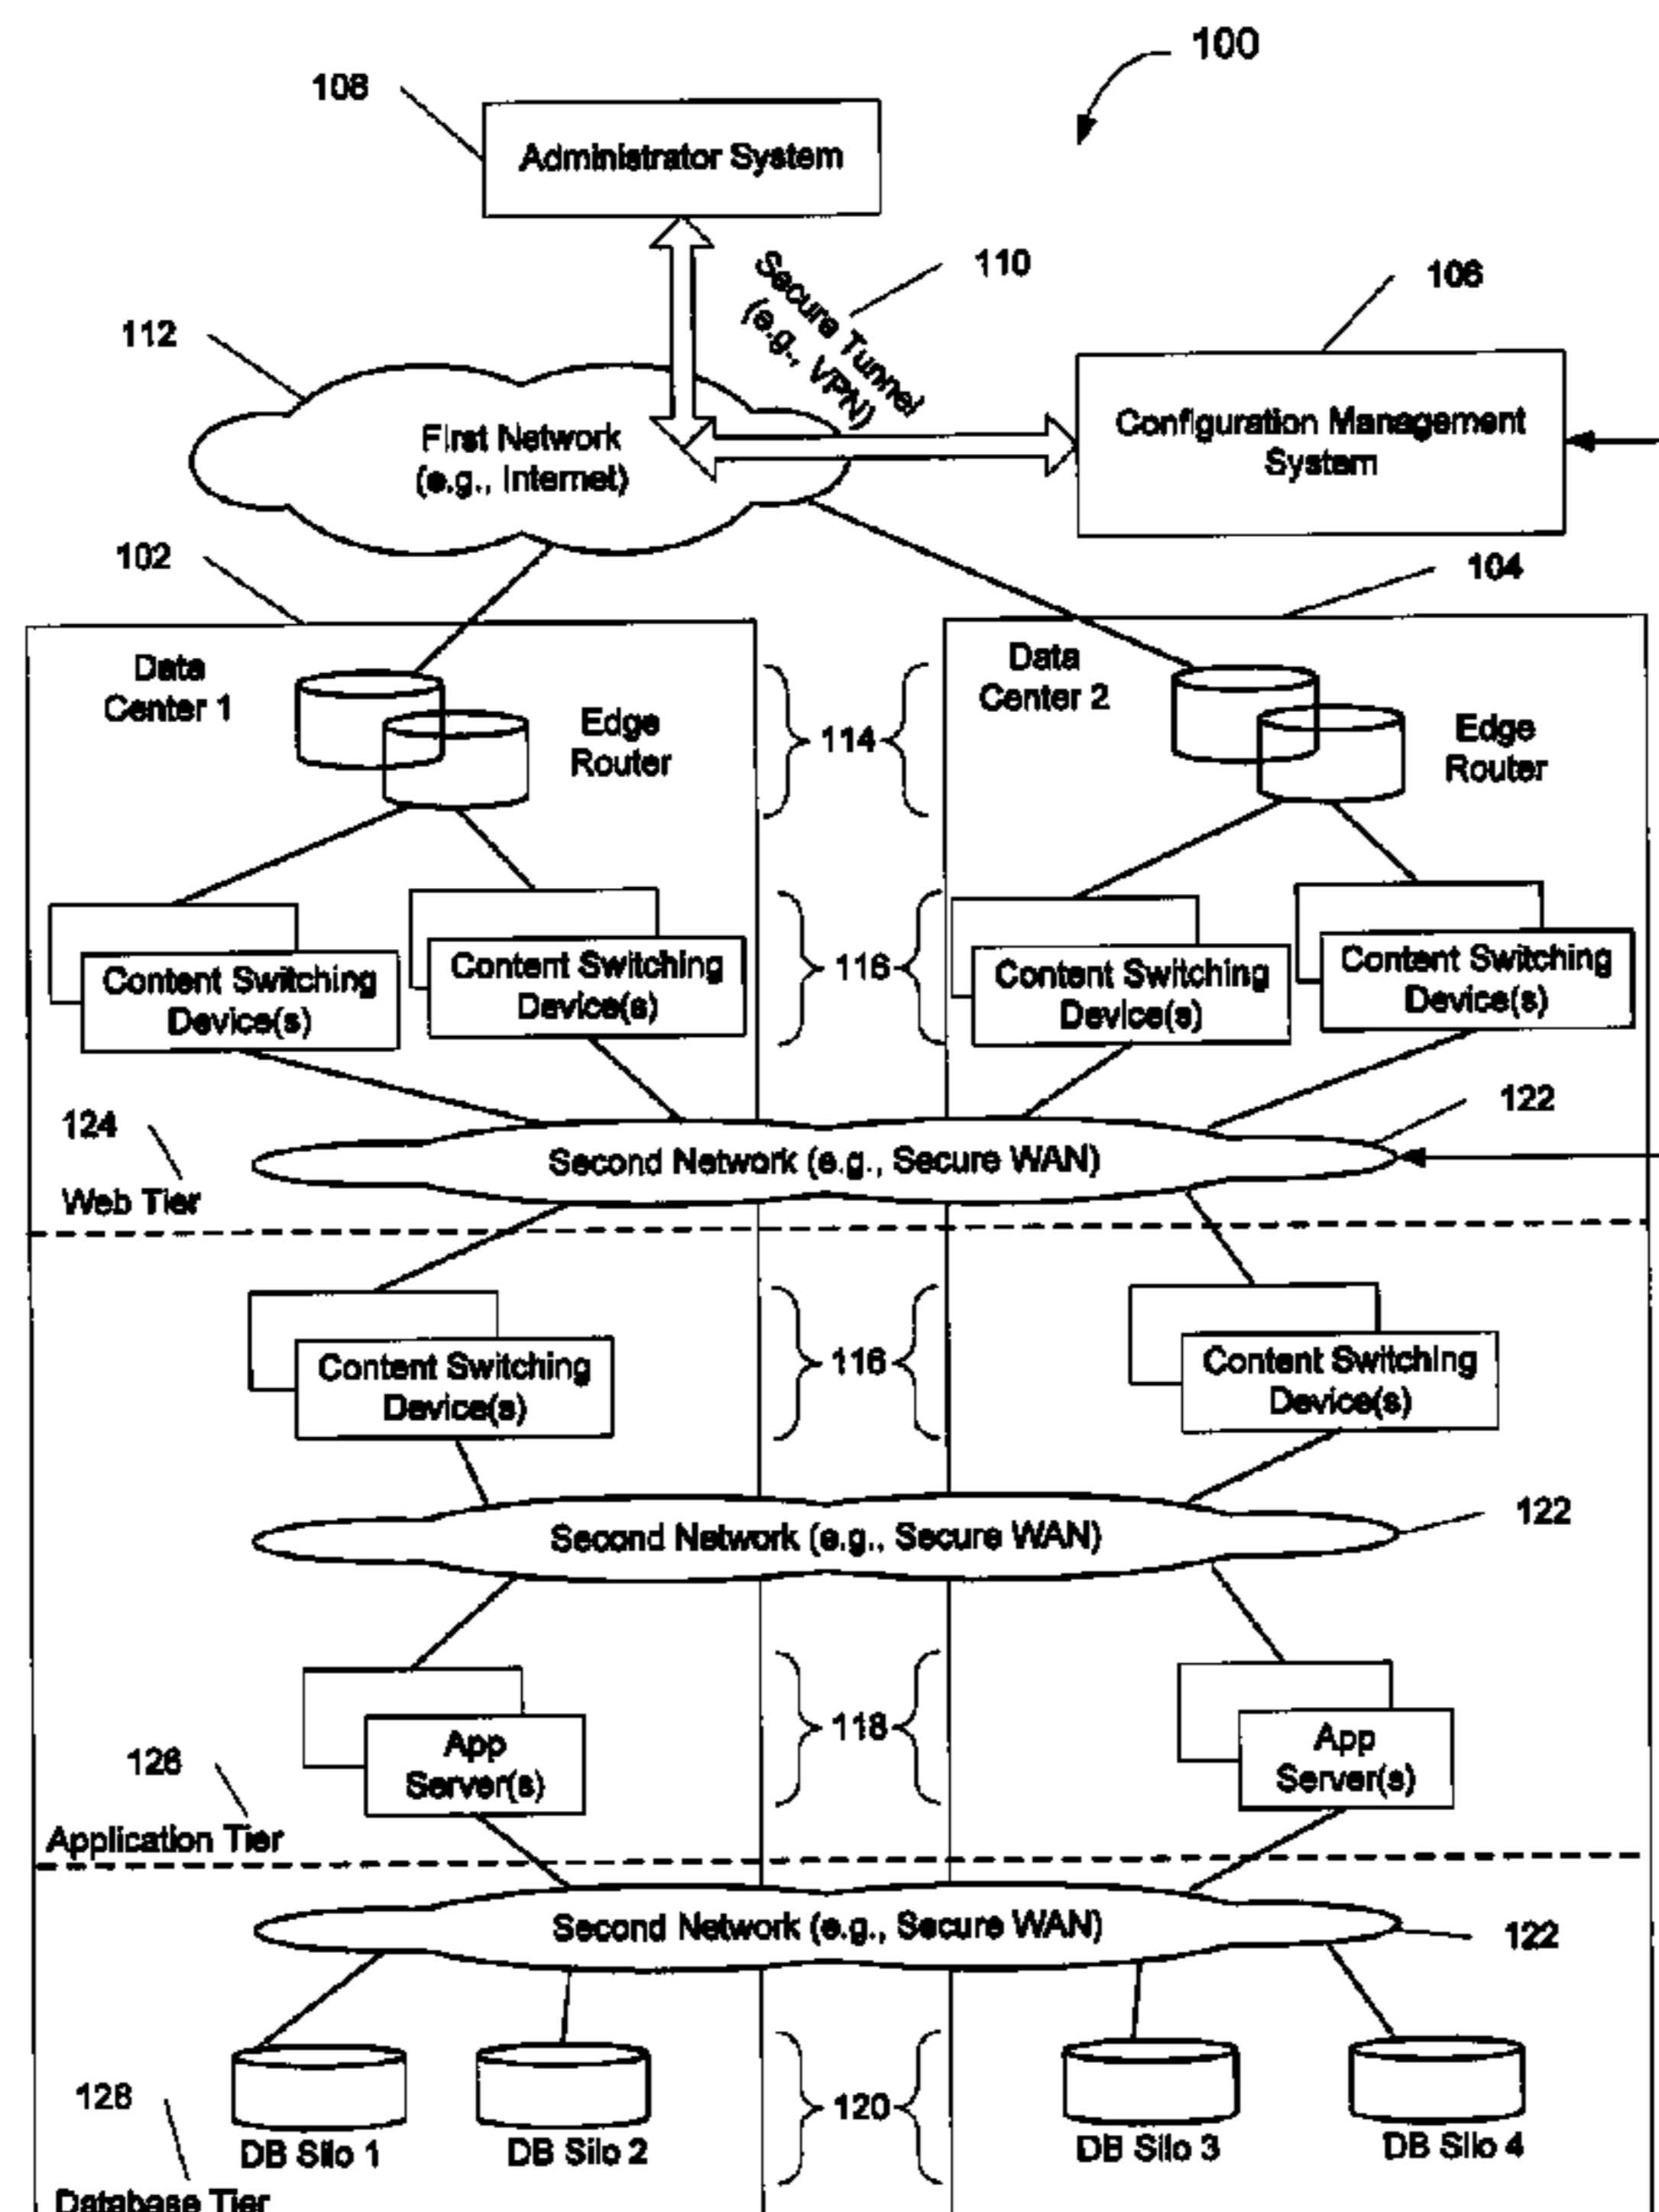 100
108
Administrator System
110
Secure Tunnel
(e.g., VPN)
106
112
First Network
(e.g., Internet)
Configuration Management
System
102
104
Data
Center 1
Edge
Router
114
Data
Center 2
Edge
Router
Content Switching
Device(s)
Content Switching
Device(s)
116
Content Switching
Device(s)
Content Switching
Device(s)
124
122
Second Network (e.g., Secure WAN)
Web Tier
Content Switching
Device(s)
116
Content Switching
Device(s)
Second Network (e.g., Secure WAN)
122
App
Server(s)
118
App
Server(s)
126
Application Tier
Second Network (e.g., Secure WAN)
122
128
DB Silo 1
DB Silo 2
120
DB Silo 3
DB Silo 4
Database Tier